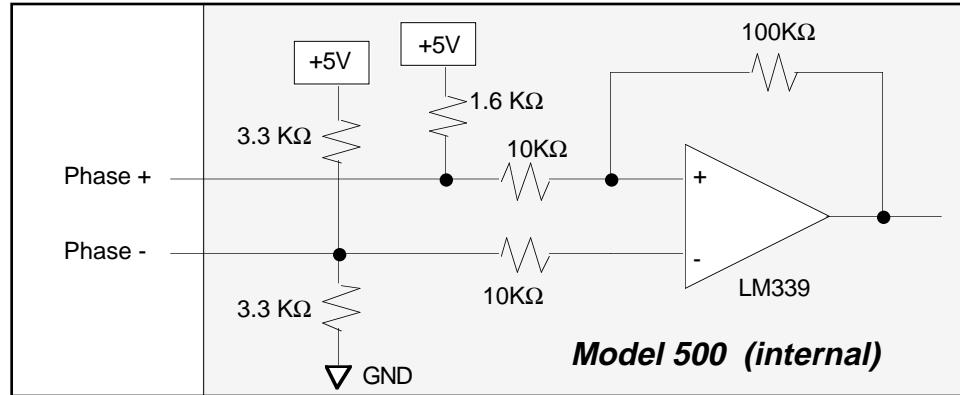 +5V
+5V
100KΩ
1.6 KΩ
3.3 KΩ
10KΩ
Phase +
+
Phase -
-
LM339
10KΩ
3.3 KΩ
Model 500 (internal)
GND